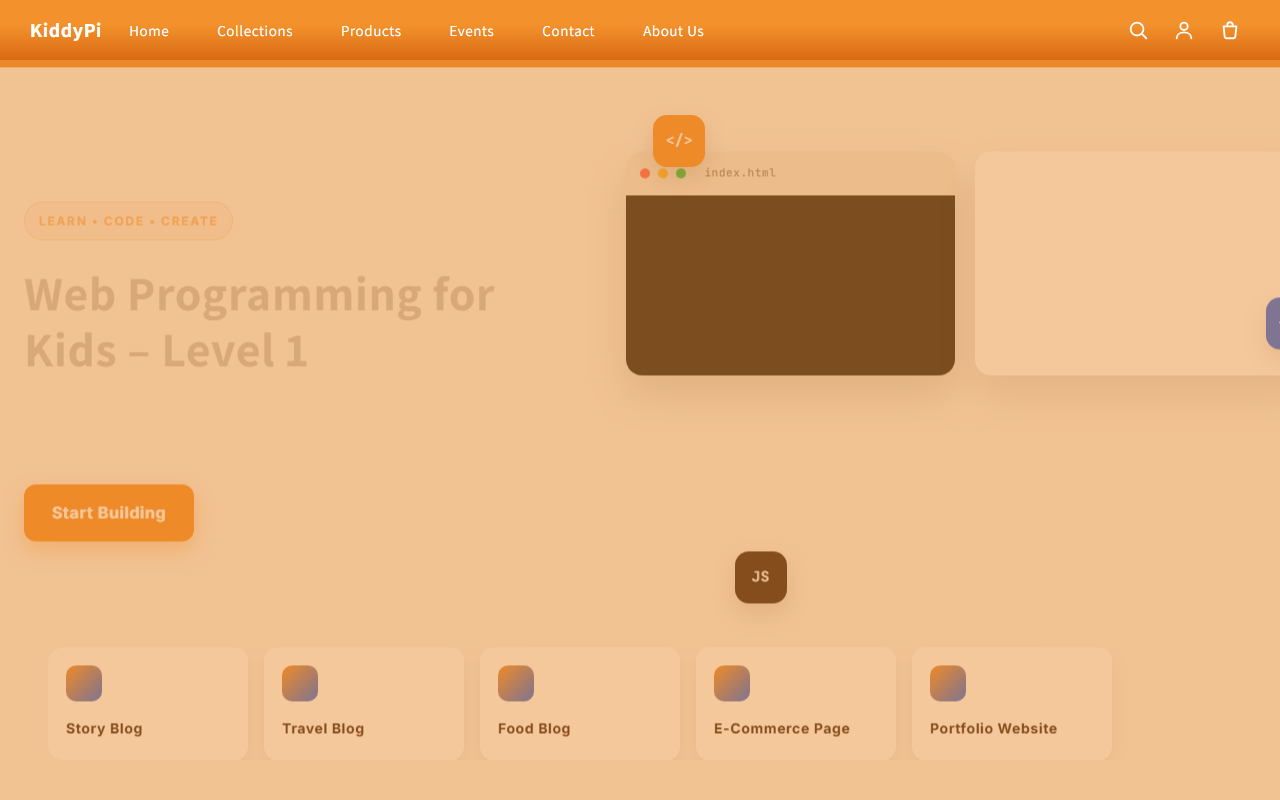 KiddyPi Home Collections Products Events Contact About Us
</>
index.html
LEARN • CODE • CREATE
Web Programming for
Kids – Level 1
Start Building
JS
Story Blog
Travel Blog
Food Blog
E-Commerce Page
Portfolio Website